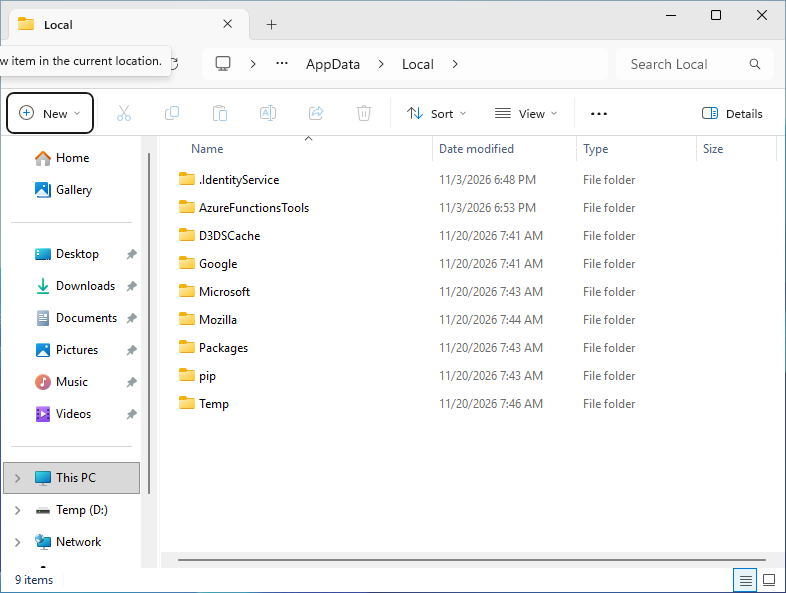 Local
w item in the current location.
AppData
Local
Search Local
New
Sort
View
Details
Name
Date modified
Type
Size
Home
Gallery
Desktop
Downloads
Documents
Pictures
Music
Videos
This PC
Temp (D:)
Network
.IdentityService 11/3/2026 6:48 PM File folder
AzureFunctionsTools 11/3/2026 6:53 PM File folder
D3DSCache 11/20/2026 7:41 AM File folder
Google 11/20/2026 7:41 AM File folder
Microsoft 11/20/2026 7:43 AM File folder
Mozilla 11/20/2026 7:44 AM File folder
Packages 11/20/2026 7:43 AM File folder
pip 11/20/2026 7:43 AM File folder
Temp 11/20/2026 7:46 AM File folder
9 items